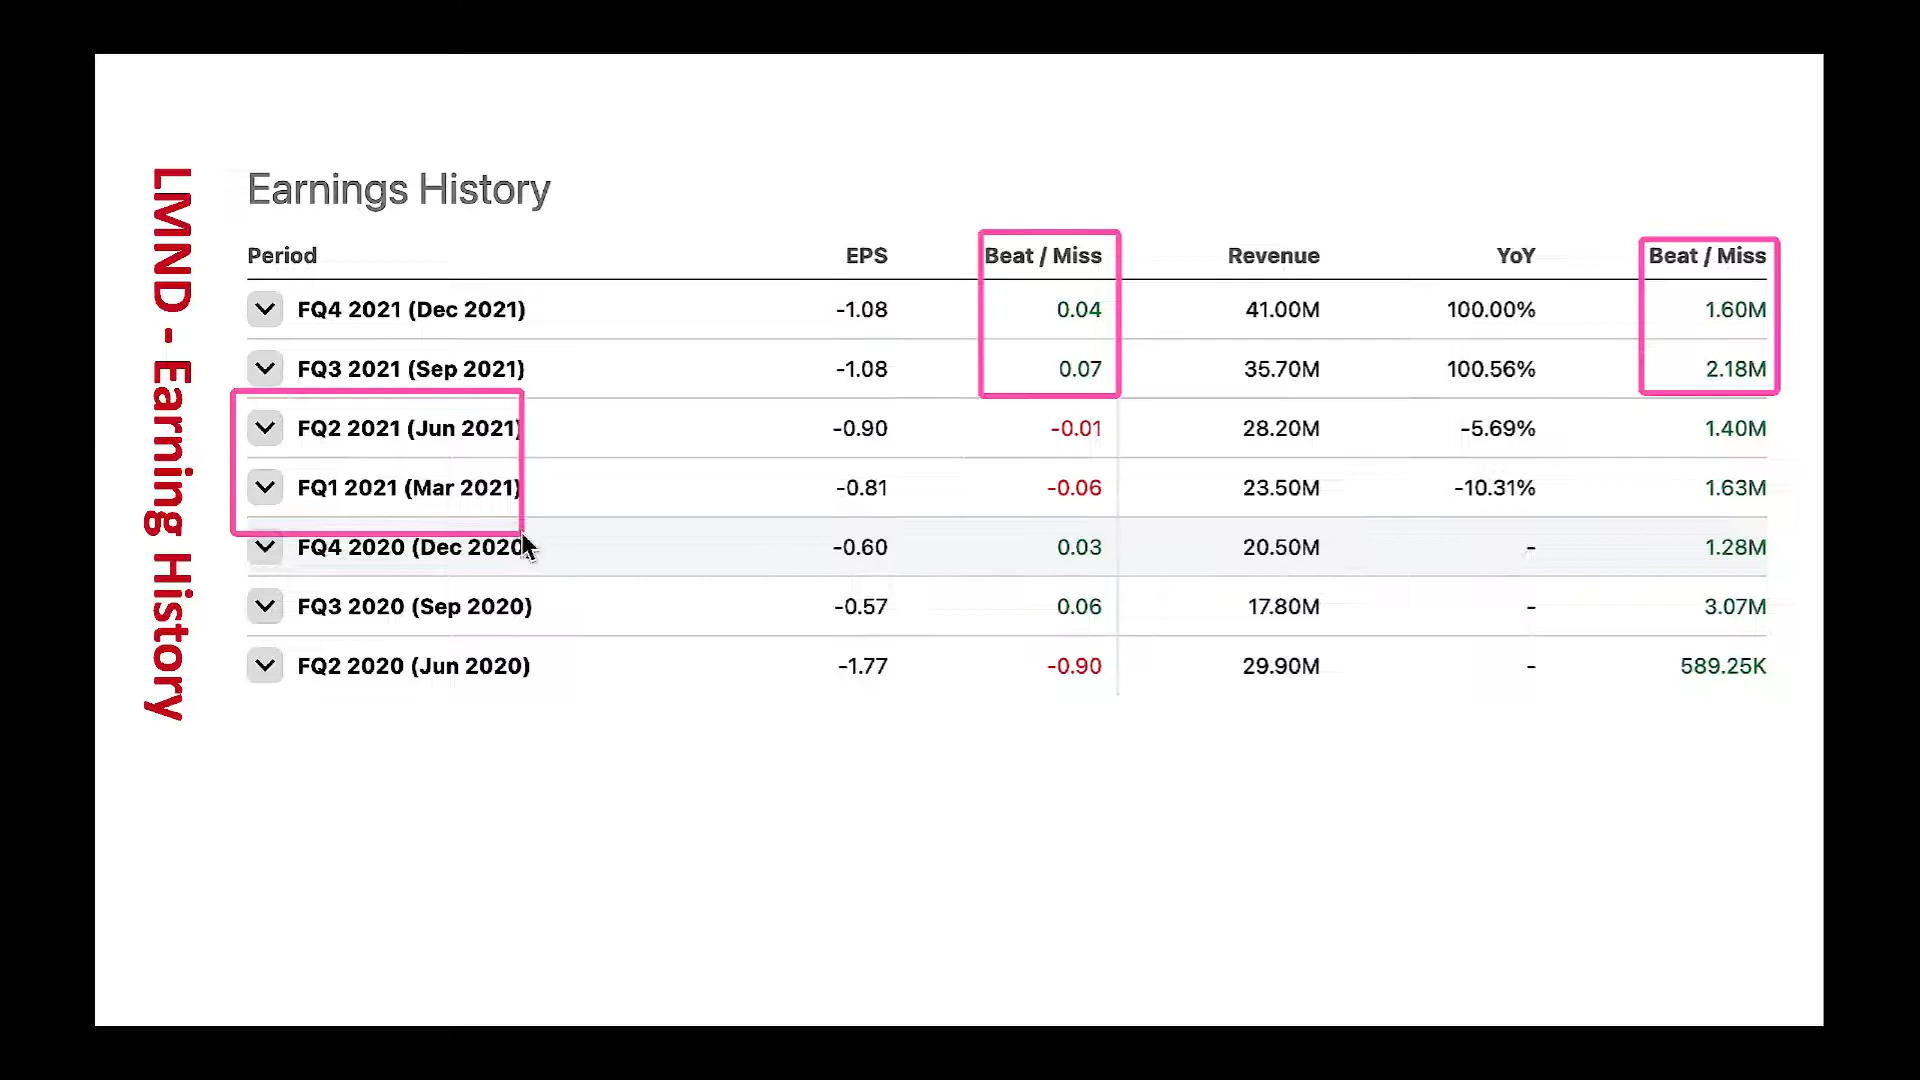 LMND - Earning History
Earnings History
Period EPS Beat / Miss Revenue YoY Beat / Miss
FQ4 2021 (Dec 2021) -1.08 0.04 41.00M 100.00% 1.60M
FQ3 2021 (Sep 2021) -1.08 0.07 35.70M 100.56% 2.18M
FQ2 2021 (Jun 2021) -0.90 -0.01 28.20M -5.69% 1.40M
FQ1 2021 (Mar 2021) -0.81 -0.06 23.50M -10.31% 1.63M
FQ4 2020 (Dec 2020) -0.60 0.03 20.50M - 1.28M
FQ3 2020 (Sep 2020) -0.57 0.06 17.80M - 3.07M
FQ2 2020 (Jun 2020) -1.77 -0.90 29.90M - 589.25K